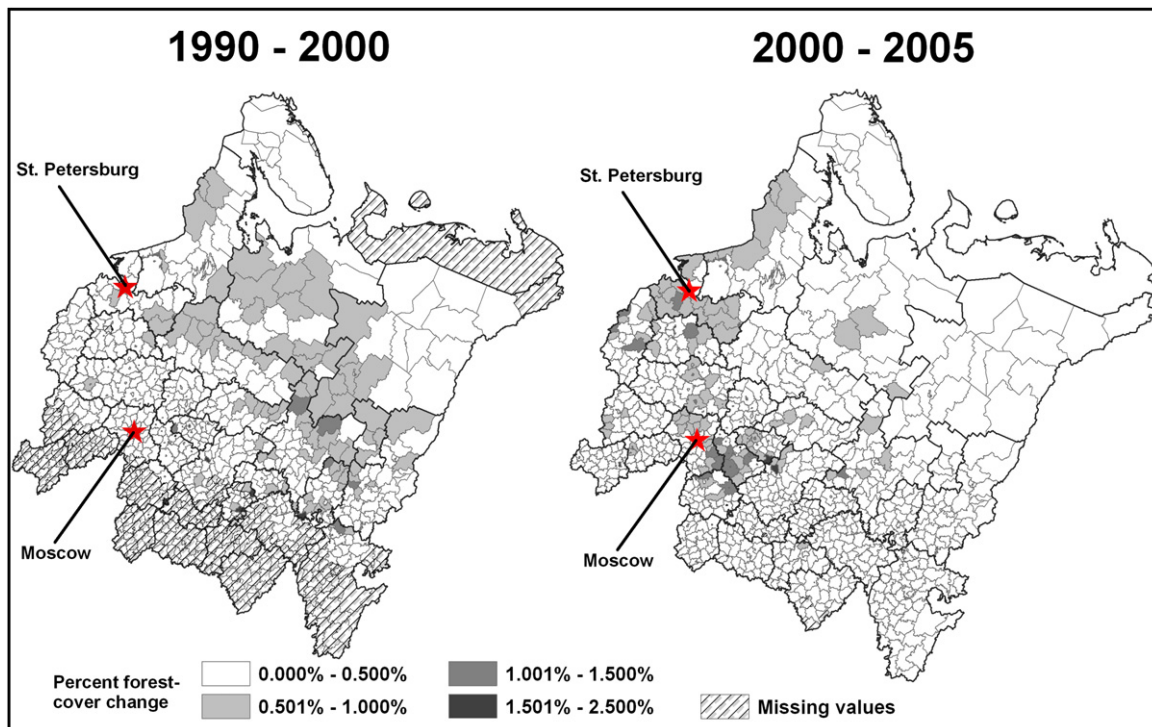 1990 - 2000
2000 - 2005
St. Petersburg
St. Petersburg
Moscow
Moscow
Percent forest-
cover change
0.000% - 0.500%
0.501% - 1.000%
1.001% - 1.500%
1.501% - 2.500%
Missing values